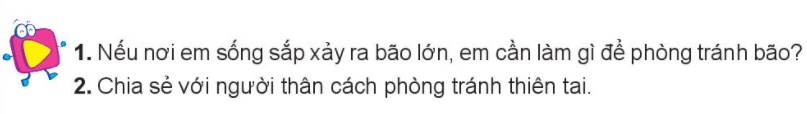 1. Nếu nơi em sống sắp xảy ra bão lớn, em cần làm gì để phòng tránh bão?
2. Chia sẻ với người thân cách phòng tránh thiên tai.